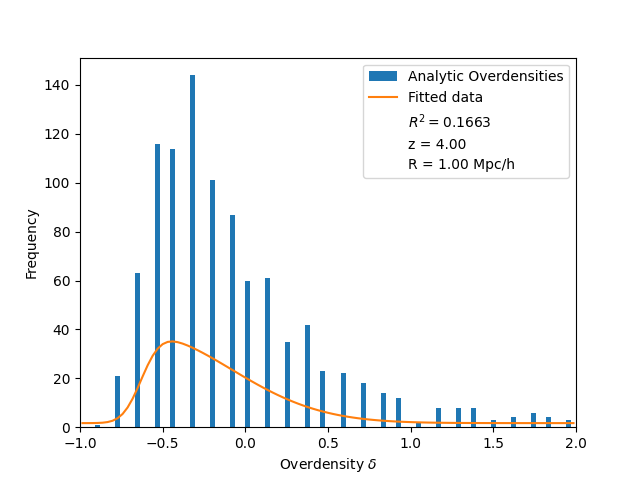 Analytic Overdensities
Fitted data
R² = 0.1663
z = 4.00
R = 1.00 Mpc/h
140
120
100
80
60
40
20
0
Frequency
−1.0 −0.5 0.0 0.5 1.0 1.5 2.0
Overdensity δ